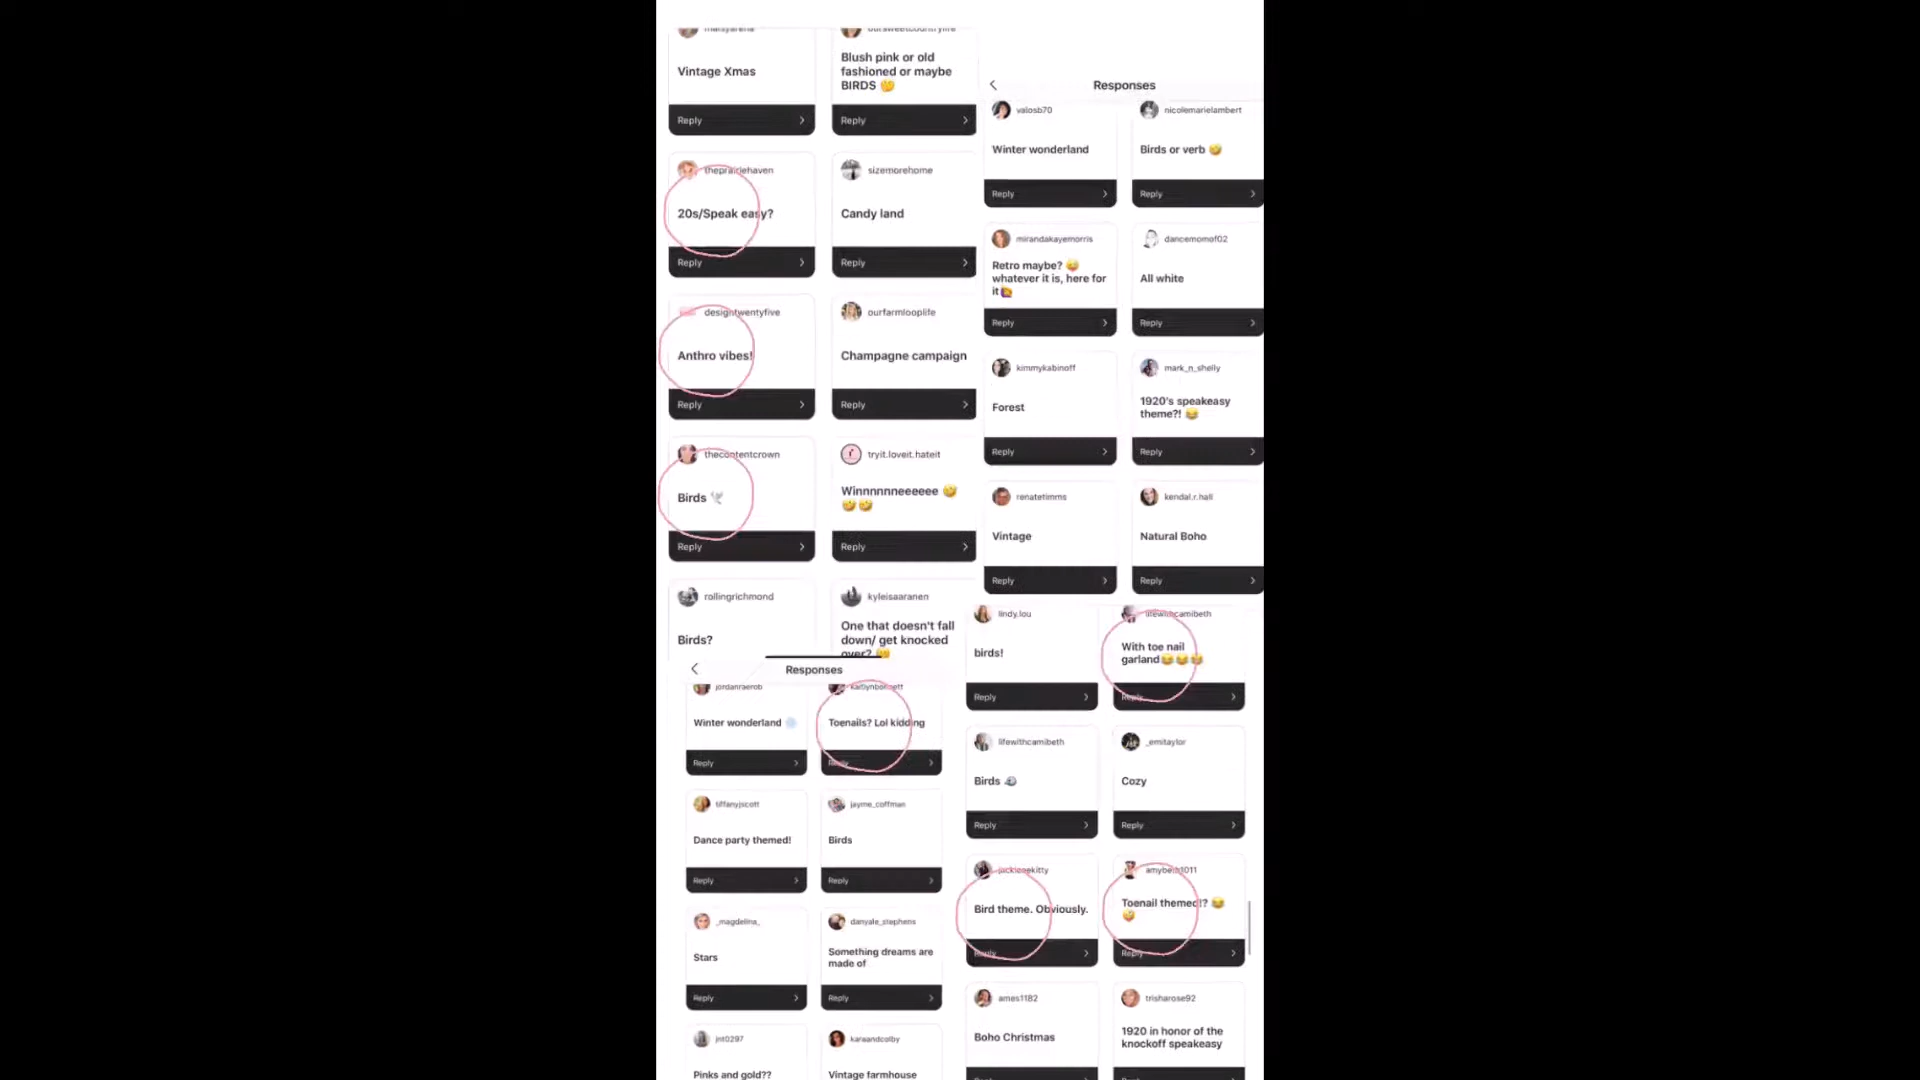 Vintage Xmas
Reply
Blush pink or old
fashioned or maybe
BIRDS 🤔
Reply
theprairiehaven
20s/Speak easy?
Reply
sizemorehome
Candy land
Reply
designtwentyfive
Anthro vibes!
Reply
ourfarmlooplife
Champagne campaign
Reply
thecontentcrown
Birds 🕊
Reply
tryit.loveit.hateit
Winnnnnneeeeee 🤣
🤣🤣
Reply
rollingrichmond
Birds?
kyleisaaranen
One that doesn't fall
down/ get knocked
over?
Responses
valosb70
Winter wonderland
Reply
nicolemarielambert
Birds or verb 🤣
Reply
mirandakayemorris
Retro maybe? 😜
whatever it is, here for
it🙋
Reply
dancemomof02
All white
Reply
kimmykabinoff
Forest
Reply
mark_n_shelly
1920's speakeasy
theme?! 😂
Reply
renatetimms
Vintage
Reply
kendal.r.hall
Natural Boho
Reply
Responses
jordanraerob
Winter wonderland ❄️
Reply
Toenails? Lol kidding
Reply
tiffanyjscott
Dance party themed!
Reply
jayme_coffman
Birds
Reply
_magdelina_
Stars
Reply
danyale_stephens
Something dreams are
made of
Reply
jnt0297
Pinks and gold??
karaandcolby
Vintage farmhouse
lindy.lou
birds!
Reply
lifewithcamibeth
With toe nail
garland😂😂😂
Reply
lifewithcamibeth
Birds
Reply
_emitaylor
Cozy
Reply
Bird theme. Obviously.
Reply
amybeth1011
Toenail themed!? 😂
🤣
Reply
ames1182
Boho Christmas
trisharose92
1920 in honor of the
knockoff speakeasy